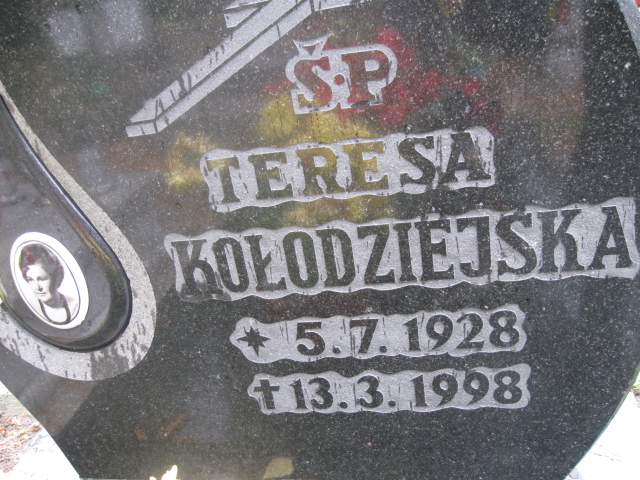 Ś.P
TERESA
KOŁODZIEJSKA
* 5.7.1928
✝ 13.3.1998